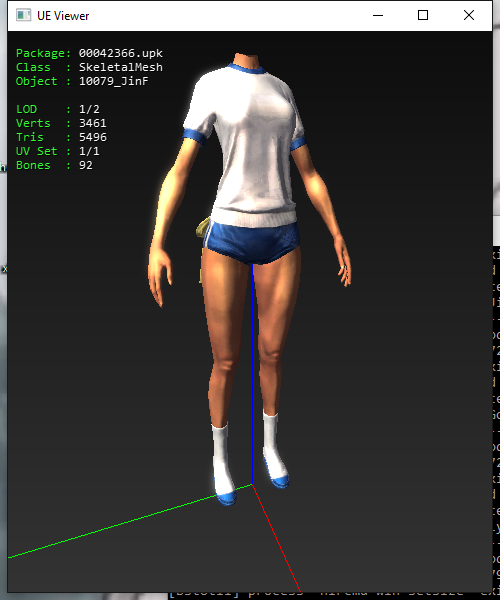 UE Viewer
Package: 00042366.upk
Class : SkeletalMesh
Object : 10079_JinF
LOD : 1/2
Verts : 3461
Tris : 5496
UV Set : 1/1
Bones : 92